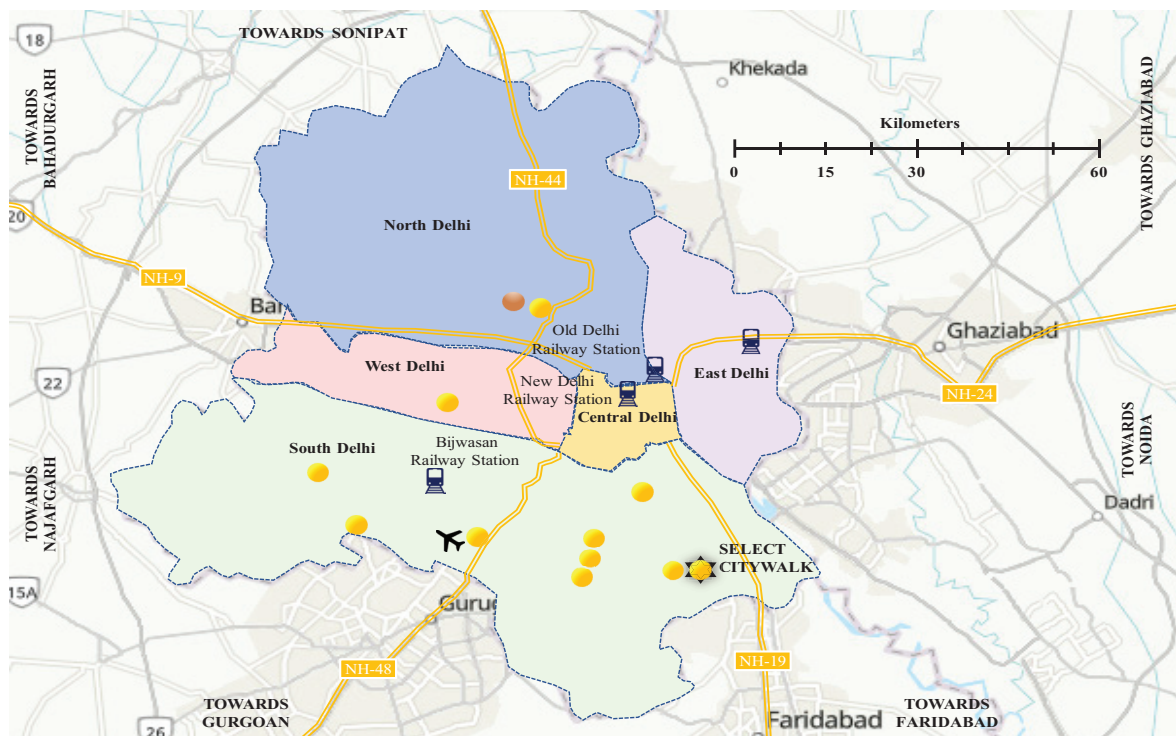 18
TOWARDS SONIPAT
Khekada
TOWARDS
BAHADURGARH
TOWARDS GHAZIABAD
Kilometers
0 15 30 60
NH-44
20
North Delhi
NH-9
Old Delhi
Railway Station
Ghaziabad
West Delhi
East Delhi
22
New Delhi
Railway Station
NH-24
Central Delhi
South Delhi
Bijwasan
Railway Station
TOWARDS
NOIDA
TOWARDS
NAJAFGARH
Dadri
SELECT
CITYWALK
15A
NH-48
NH-19
TOWARDS
GURGOAN
TOWARDS
FARIDABAD
Faridabad
26